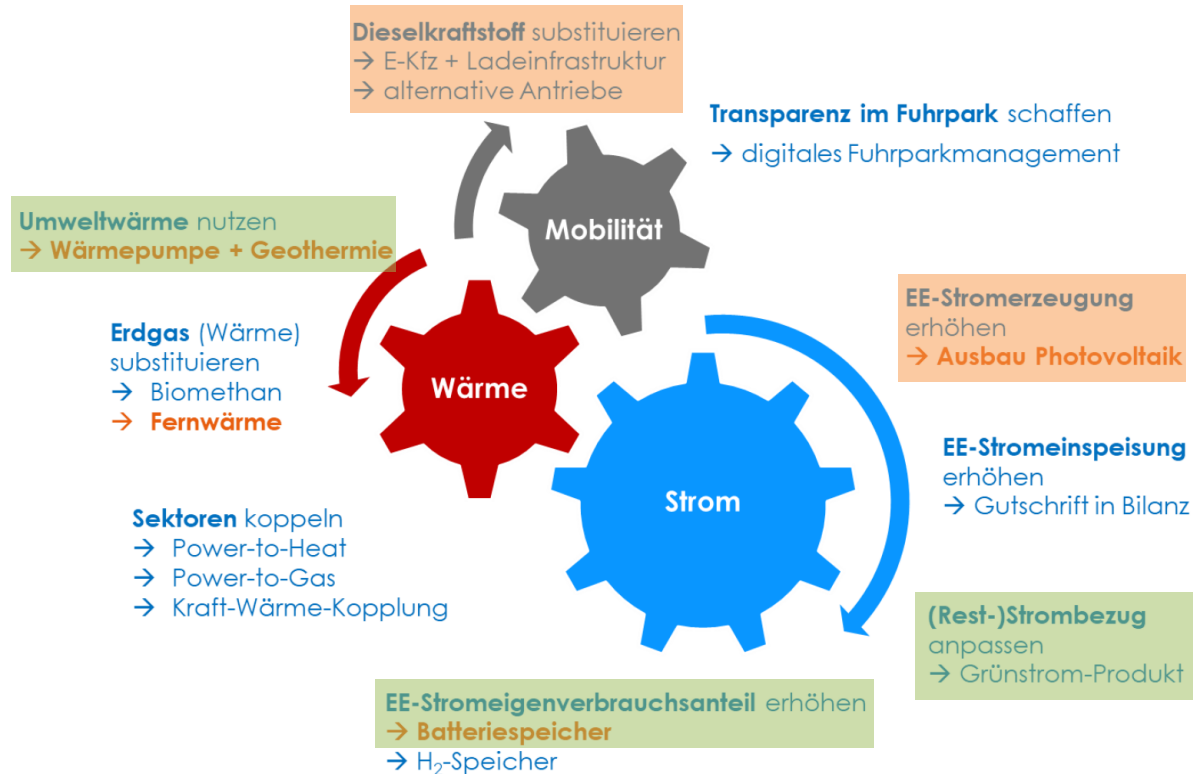 Dieselkraftstoff substituieren
→ E-Kfz + Ladeinfrastruktur
→ alternative Antriebe
Transparenz im Fuhrpark schaffen
→ digitales Fuhrparkmanagement
Mobilität
Umweltwärme nutzen
→ Wärmepumpe + Geothermie
Erdgas (Wärme)
substituieren
→ Biomethan
→ Fernwärme
Wärme
EE-Stromerzeugung
erhöhen
→ Ausbau Photovoltaik
Strom
EE-Stromeinspeisung
erhöhen
→ Gutschrift in Bilanz
Sektoren koppeln
→ Power-to-Heat
→ Power-to-Gas
→ Kraft-Wärme-Kopplung
(Rest-)Strombezug
anpassen
→ Grünstrom-Produkt
EE-Stromeigenverbrauchsanteil erhöhen
→ Batteriespeicher
→ H₂-Speicher